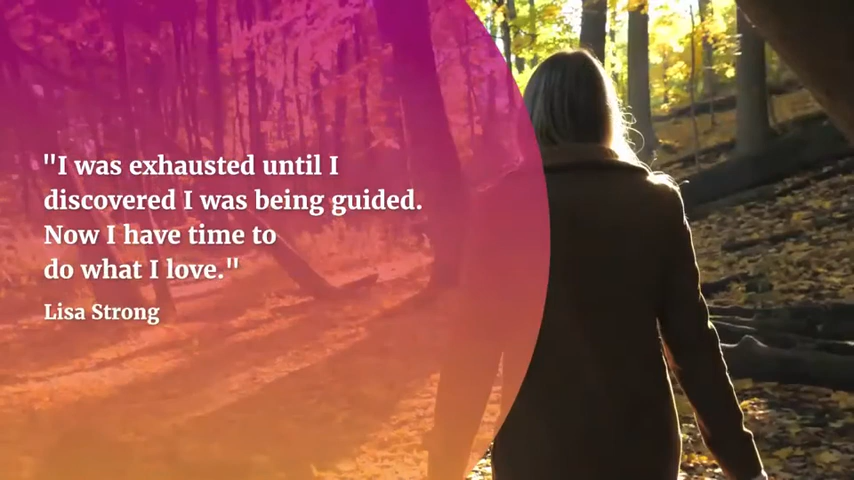 "I was exhausted until I
discovered I was being guided.
Now I have time to
do what I love."
Lisa Strong